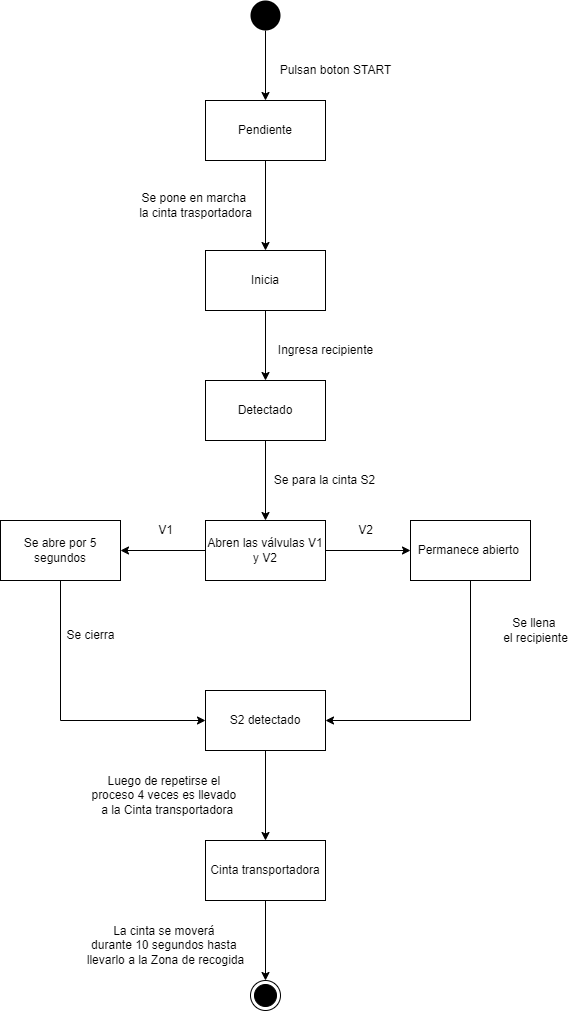 Pulsan boton START
Pendiente
Se pone en marcha
la cinta trasportadora
Inicia
Ingresa recipiente
Detectado
Se para la cinta S2
V1
V2
Se abre por 5
segundos
Abren las válvulas V1
y V2
Permanece abierto
Se cierra
Se llena
el recipiente
S2 detectado
Luego de repetirse el
proceso 4 veces es llevado
a la Cinta transportadora
Cinta transportadora
La cinta se moverá
durante 10 segundos hasta
llevarlo a la Zona de recogida